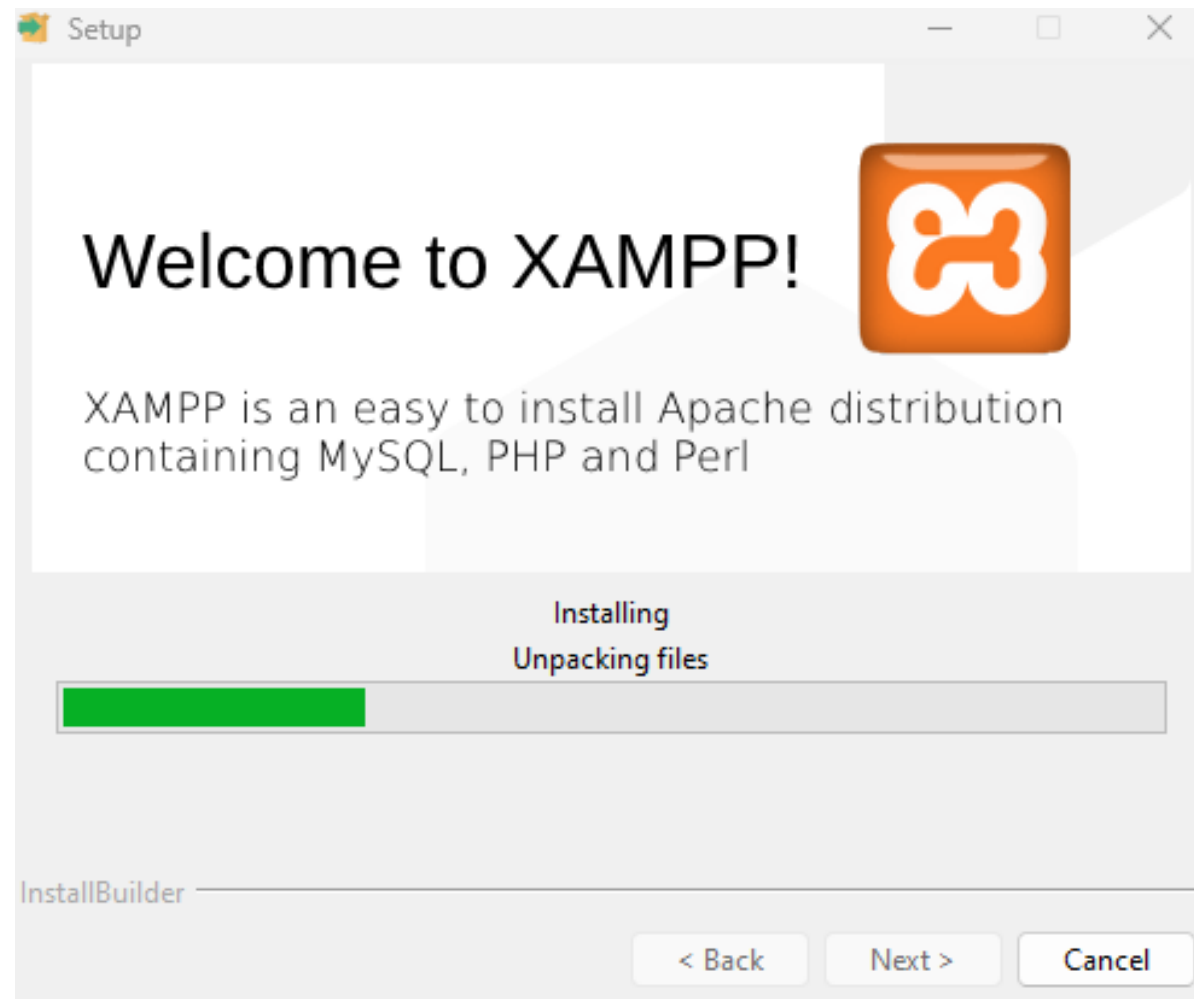 Setup
Welcome to XAMPP!
XAMPP is an easy to install Apache distribution
containing MySQL, PHP and Perl
Installing
Unpacking files
InstallBuilder
< Back
Next >
Cancel